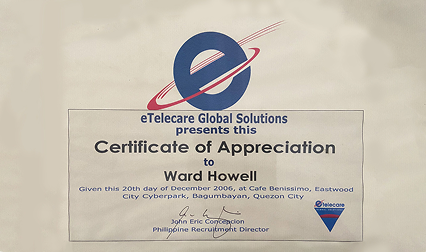 eTelecare Global Solutions
presents this
Certificate of Appreciation
to
Ward Howell
Given this 20th day of December 2006, at Cafe Benissimo, Eastwood
City Cyberpark, Bagumbayan, Quezon City
John Eric Concepcion
Philippine Recruitment Director
eTelecare